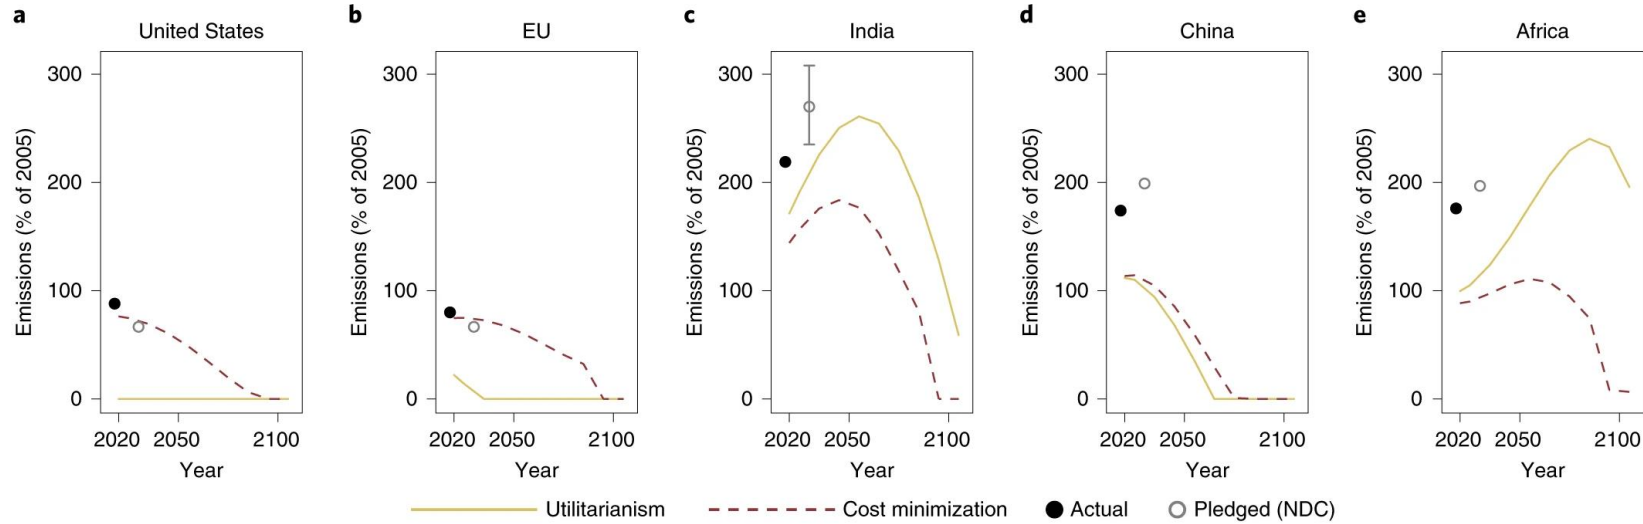 a
United States
Emissions (% of 2005)
300
200
100
0
2020 2050 2100
Year
b
EU
Emissions (% of 2005)
300
200
100
0
2020 2050 2100
Year
c
India
Emissions (% of 2005)
300
200
100
0
2020 2050 2100
Year
d
China
Emissions (% of 2005)
300
200
100
0
2020 2050 2100
Year
e
Africa
Emissions (% of 2005)
300
200
100
0
2020 2050 2100
Year
Utilitarianism Cost minimization Actual Pledged (NDC)